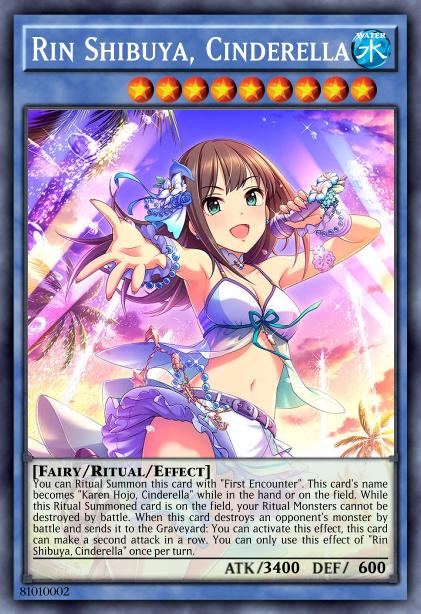 Rin Shibuya, Cinderella
WATER
水
[Fairy/Ritual/Effect]
You can Ritual Summon this card with "First Encounter". This card's name
becomes "Karen Hojo, Cinderella" while in the hand or on the field. While
this Ritual Summoned card is on the field, your Ritual Monsters cannot be
destroyed by battle. When this card destroys an opponent's monster by
battle and sends it to the Graveyard: You can activate this effect, this card
can make a second attack in a row. You can only use this effect of "Rin
Shibuya, Cinderella" once per turn.
ATK/3400 DEF/ 600
81010002